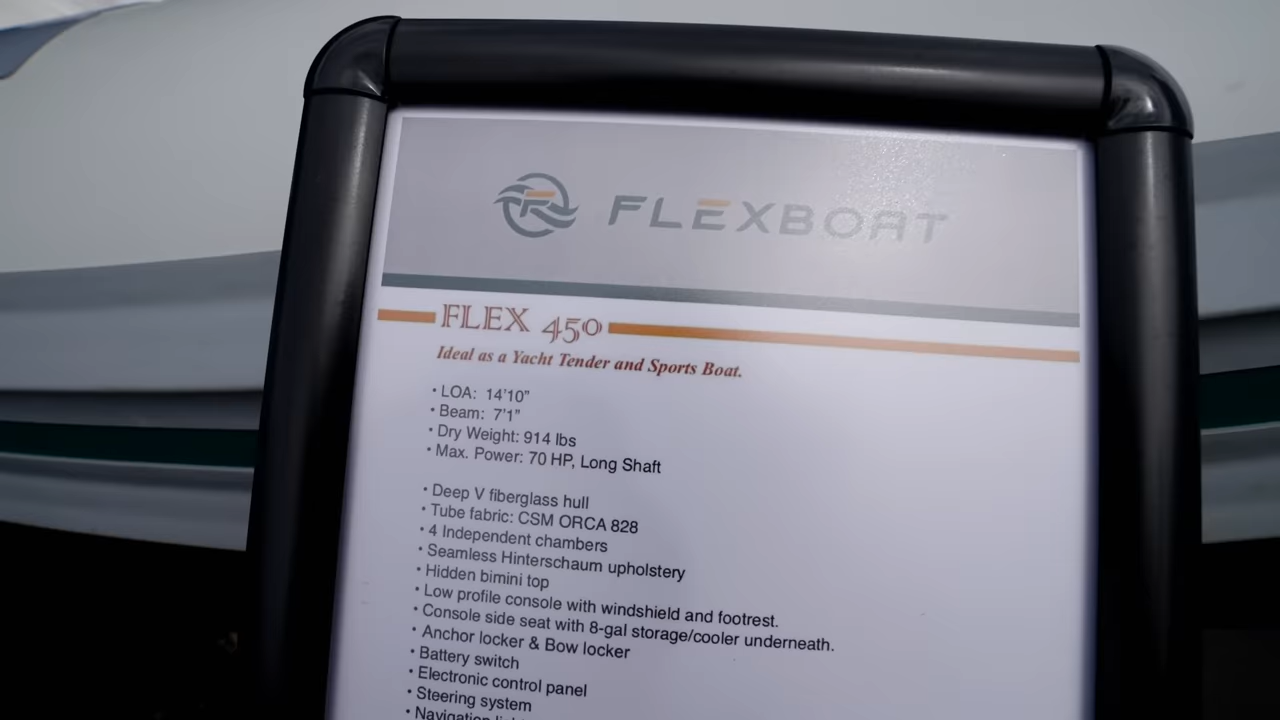 FLEXBOAT
FLEX 450
Ideal as a Yacht Tender and Sports Boat.
• LOA: 14'10"
• Beam: 7'1"
• Dry Weight: 914 lbs
• Max. Power: 70 HP, Long Shaft
• Deep V fiberglass hull
• Tube fabric: CSM ORCA 828
• 4 Independent chambers
• Seamless Hinterschaum upholstery
• Hidden bimini top
• Low profile console with windshield and footrest.
• Console side seat with 8-gal storage/cooler underneath.
• Anchor locker & Bow locker
• Battery switch
• Electronic control panel
• Steering system
• Navigation